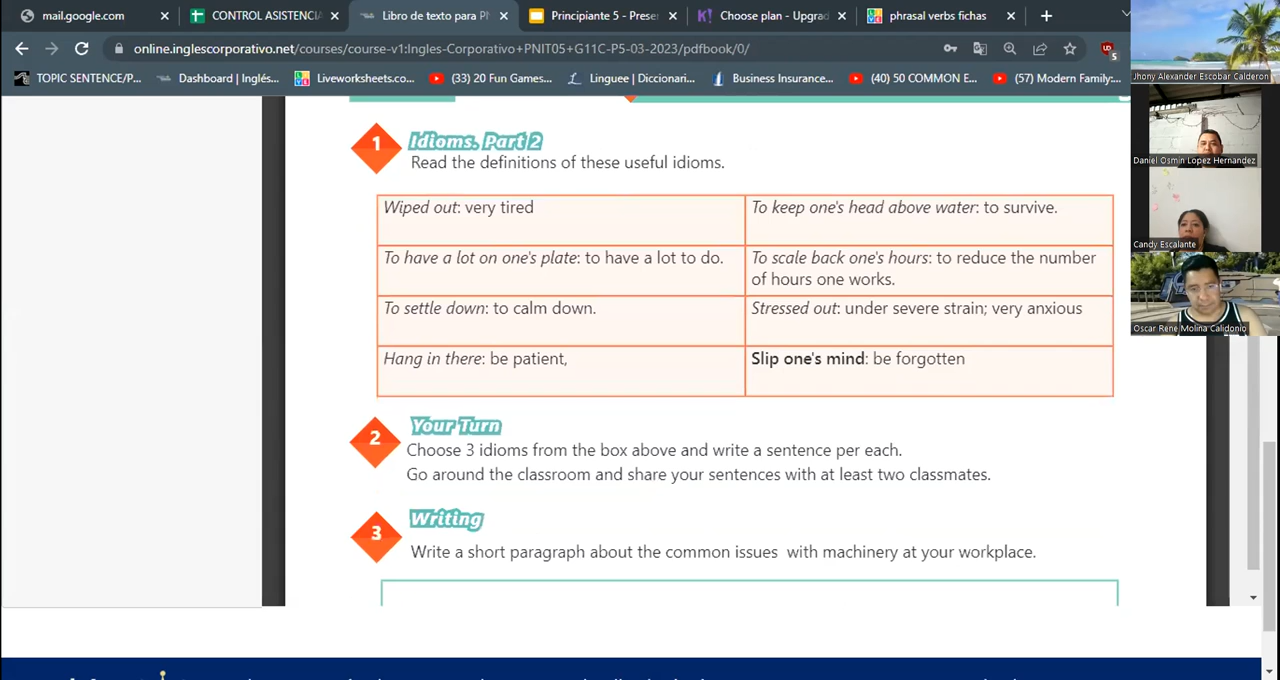 mail.google.com
CONTROL ASISTENCI
Libro de texto para PN
Principiante 5 - Prese
Choose plan - Upgrad
phrasal verbs fichas
online.inglescorporativo.net/courses/course-v1:Ingles-Corporativo+PNIT05+G11C-P5-03-2023/pdfbook/0/
TOPIC SENTENCE/P...
Dashboard | Inglés...
Liveworksheets.co...
(33) 20 Fun Games...
Linguee | Diccionari...
Business Insurance...
(40) 50 COMMON E...
(57) Modern Family:...
Jhony Alexander Escobar Calderon
Daniel Osmin Lopez Hernandez
Candy Escalante
Oscar Rene Molina Calidonio
1
Idioms. Part 2
Read the definitions of these useful idioms.
Wiped out: very tired
To keep one's head above water: to survive.
To have a lot on one's plate: to have a lot to do.
To scale back one's hours: to reduce the number
of hours one works.
To settle down: to calm down.
Stressed out: under severe strain; very anxious
Hang in there: be patient,
Slip one's mind: be forgotten
2
Your Turn
Choose 3 idioms from the box above and write a sentence per each.
Go around the classroom and share your sentences with at least two classmates.
3
Writing
Write a short paragraph about the common issues with machinery at your workplace.